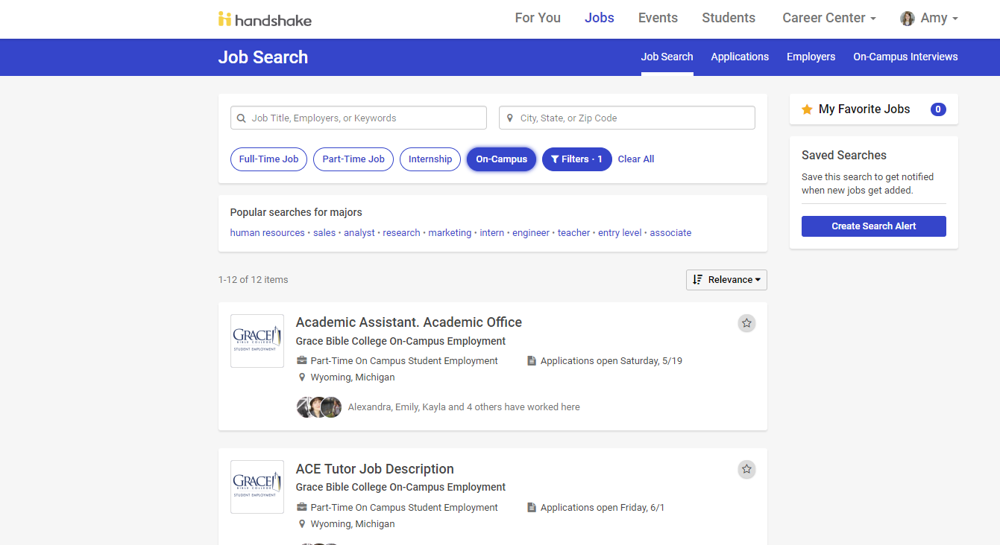 handshake
For You Jobs Events Students Career Center Amy
Job Search
Job Search Applications Employers On-Campus Interviews
Job Title, Employers, or Keywords
City, State, or Zip Code
Full-Time Job Part-Time Job Internship On-Campus Filters · 1 Clear All
My Favorite Jobs 0
Saved Searches
Save this search to get notified
when new jobs get added.
Create Search Alert
Popular searches for majors
human resources • sales • analyst • research • marketing • intern • engineer • teacher • entry level • associate
1-12 of 12 items
Relevance
GRACE
BIBLE COLLEGE
STUDENT EMPLOYMENT
Academic Assistant. Academic Office
Grace Bible College On-Campus Employment
Part-Time On Campus Student Employment
Applications open Saturday, 5/19
Wyoming, Michigan
Alexandra, Emily, Kayla and 4 others have worked here
GRACE
BIBLE COLLEGE
STUDENT EMPLOYMENT
ACE Tutor Job Description
Grace Bible College On-Campus Employment
Part-Time On Campus Student Employment
Applications open Friday, 6/1
Wyoming, Michigan